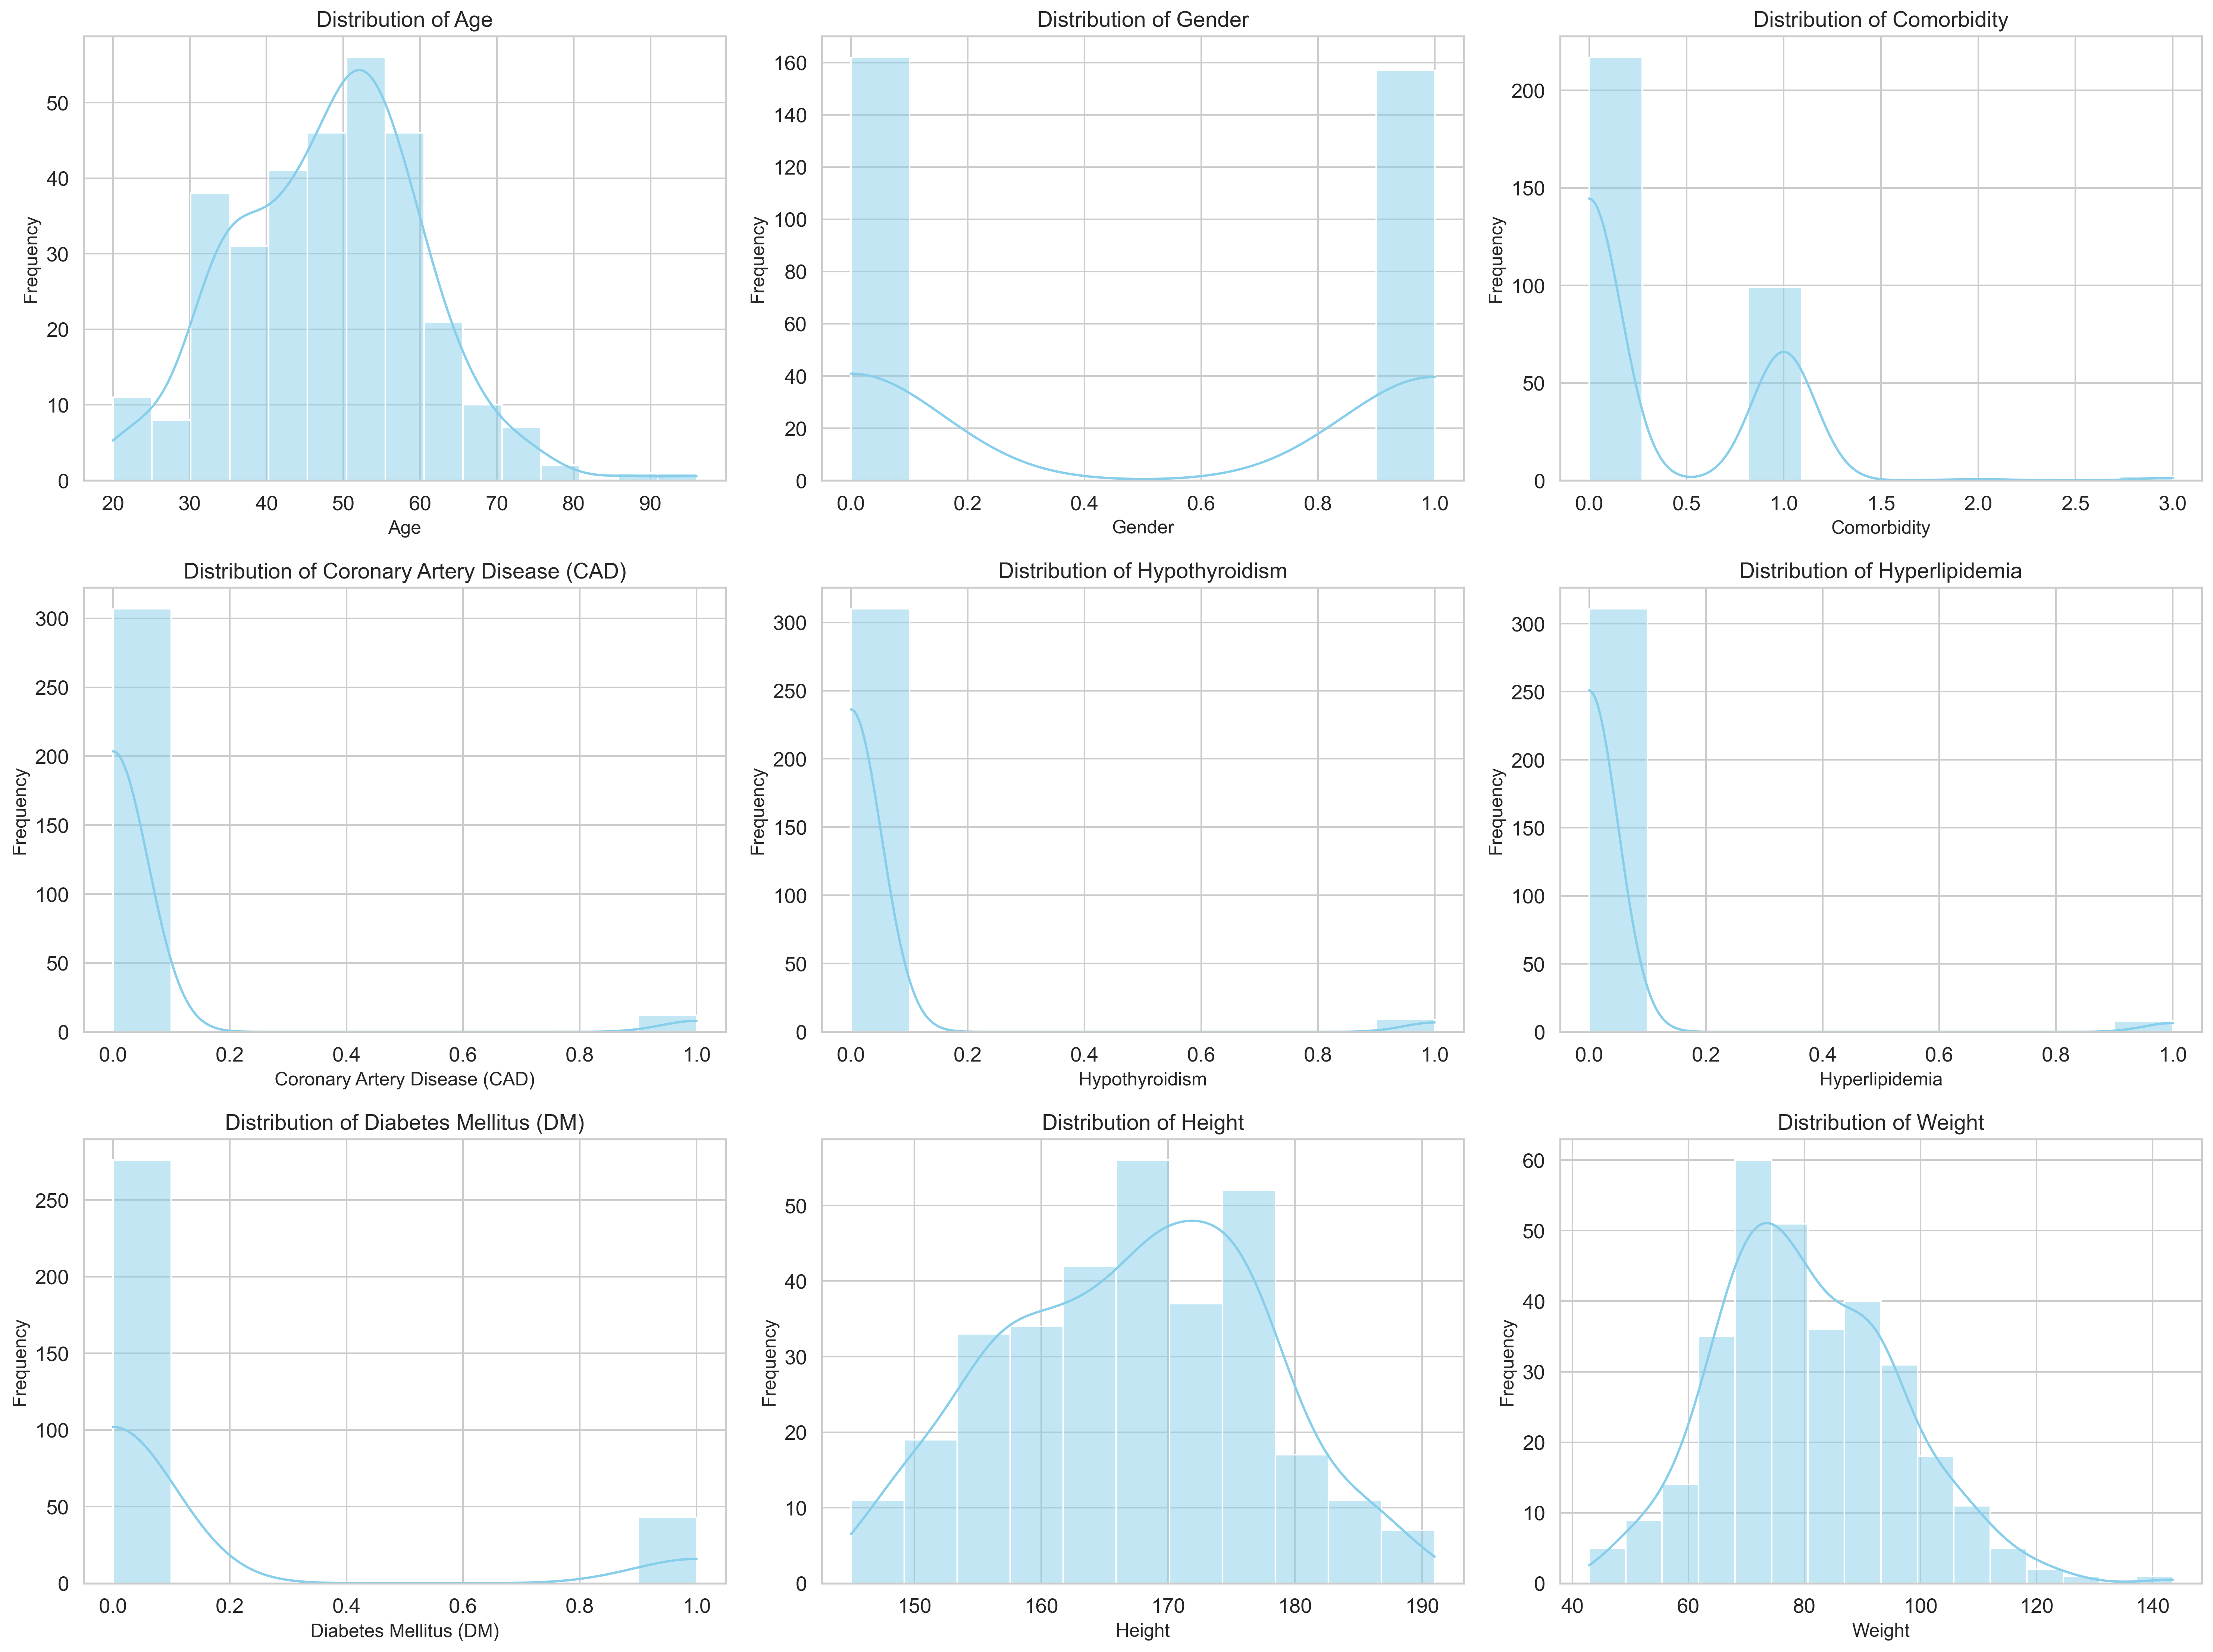 Distribution of Age
Frequency
50
40
30
20
10
0
20 30 40 50 60 70 80 90
Age
Distribution of Gender
Frequency
160
140
120
100
80
60
40
20
0
0.0 0.2 0.4 0.6 0.8 1.0
Gender
Distribution of Comorbidity
Frequency
200
150
100
50
0
0.0 0.5 1.0 1.5 2.0 2.5 3.0
Comorbidity
Distribution of Coronary Artery Disease (CAD)
Frequency
300
250
200
150
100
50
0
0.0 0.2 0.4 0.6 0.8 1.0
Coronary Artery Disease (CAD)
Distribution of Hypothyroidism
Frequency
300
250
200
150
100
50
0
0.0 0.2 0.4 0.6 0.8 1.0
Hypothyroidism
Distribution of Hyperlipidemia
Frequency
300
250
200
150
100
50
0
0.0 0.2 0.4 0.6 0.8 1.0
Hyperlipidemia
Distribution of Diabetes Mellitus (DM)
Frequency
250
200
150
100
50
0
0.0 0.2 0.4 0.6 0.8 1.0
Diabetes Mellitus (DM)
Distribution of Height
Frequency
50
40
30
20
10
0
150 160 170 180 190
Height
Distribution of Weight
Frequency
60
50
40
30
20
10
0
40 60 80 100 120 140
Weight